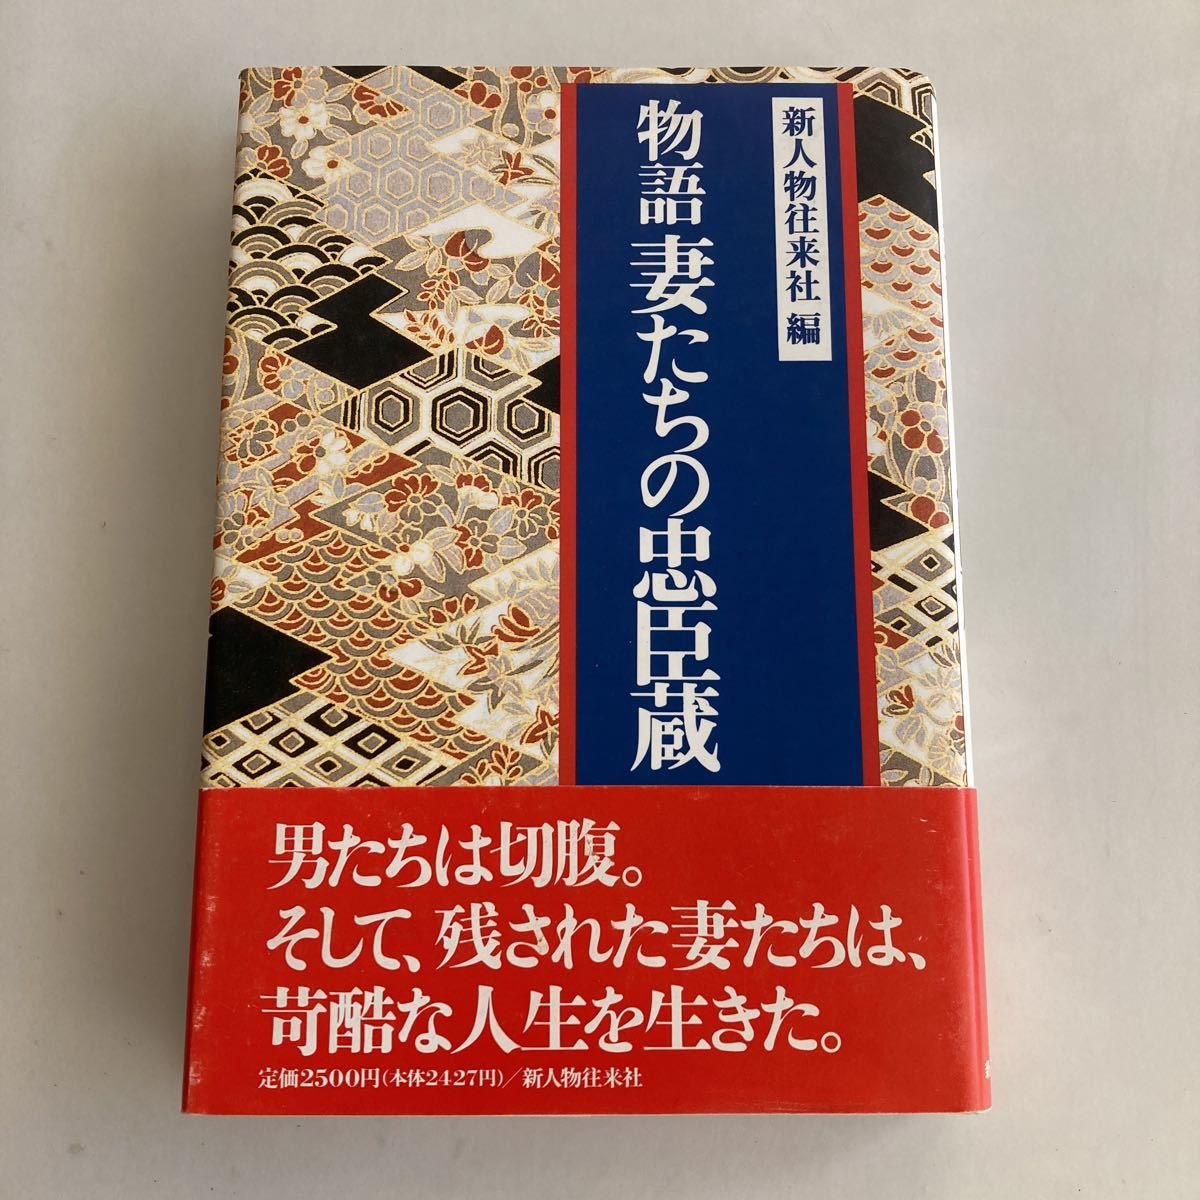 新人物往来社 編
物語 妻たちの忠臣蔵
男たちは切腹。
そして、残された妻たちは、
苛酷な人生を生きた。
定価2500円(本体2427円)／新人物往来社